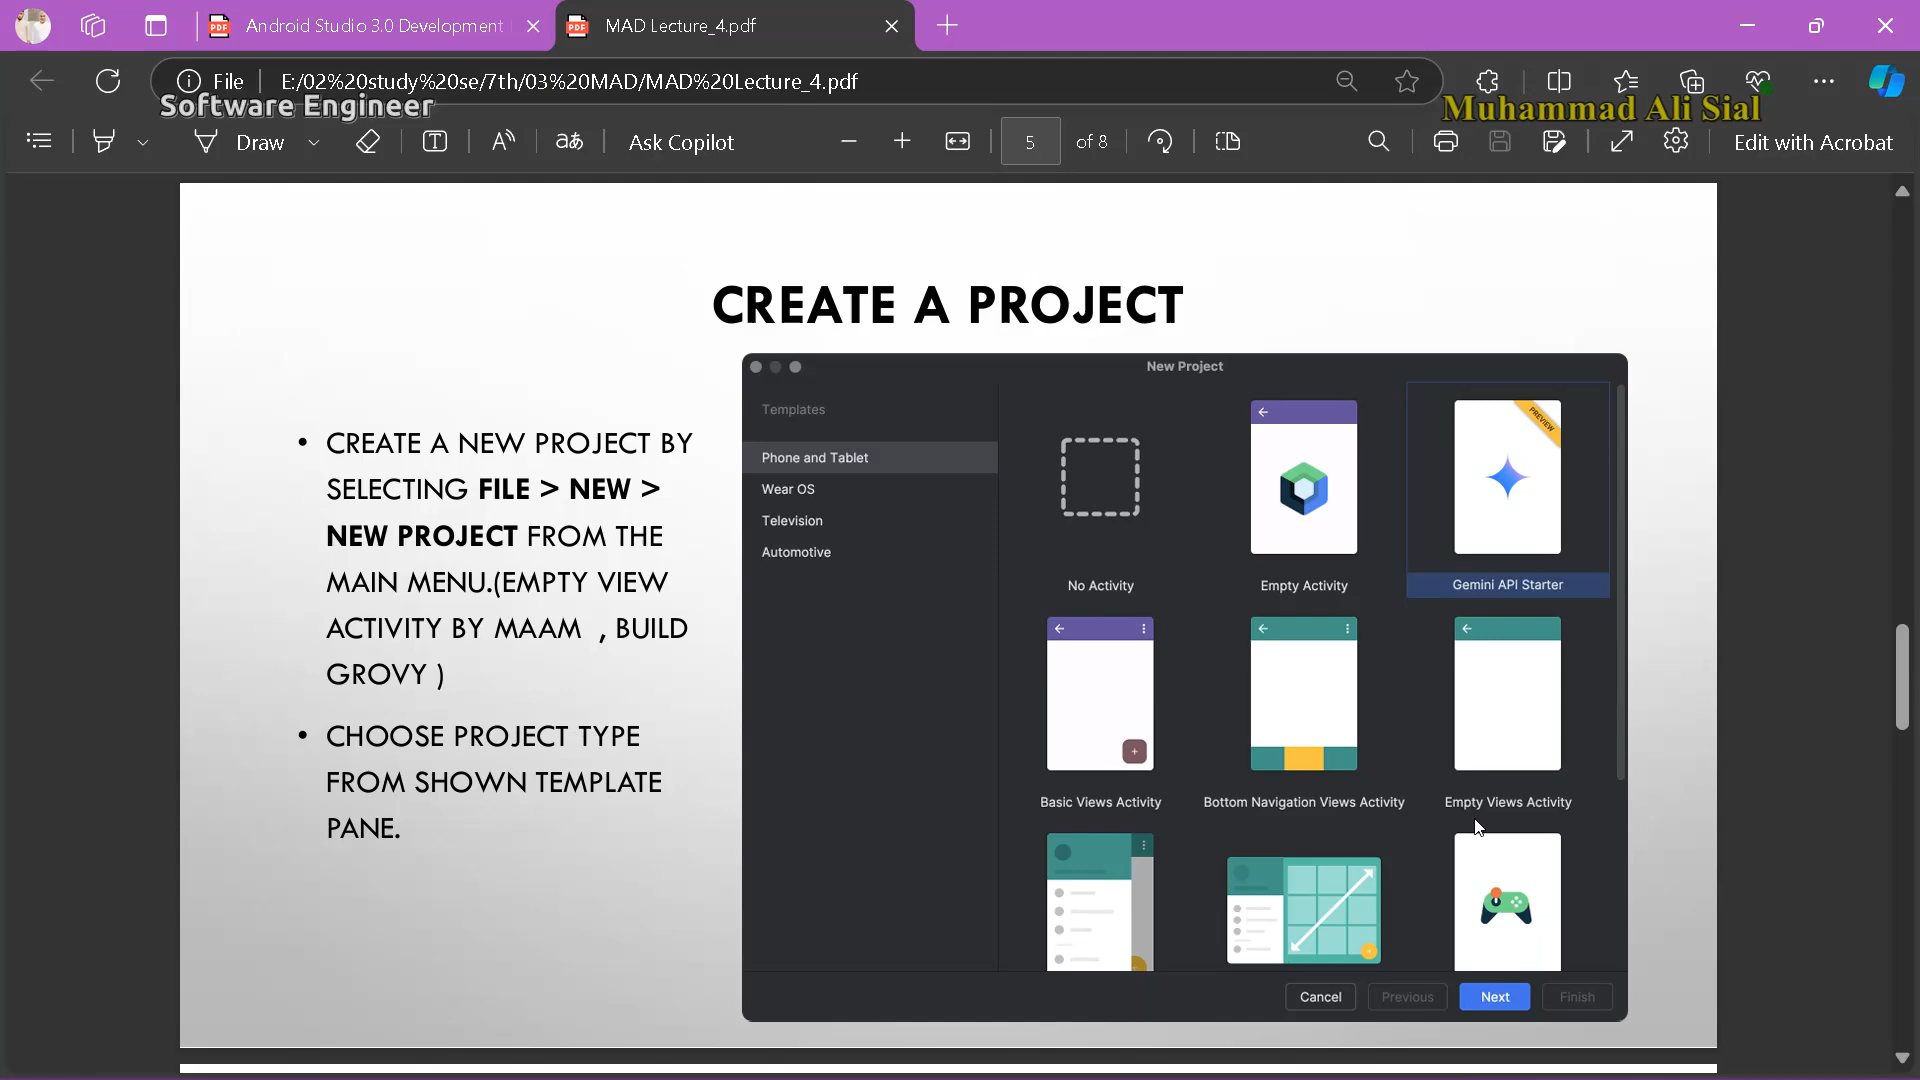 Android Studio 3.0 Development
MAD Lecture_4.pdf
File
E:/02%20study%20se/7th/03%20MAD/MAD%20Lecture_4.pdf
Software Engineer
Muhammad Ali Sial
Draw
Ask Copilot
5
of 8
Edit with Acrobat
CREATE A PROJECT
• CREATE A NEW PROJECT BY
SELECTING FILE > NEW >
NEW PROJECT FROM THE
MAIN MENU.(EMPTY VIEW
ACTIVITY BY MAAM , BUILD
GROVY )
• CHOOSE PROJECT TYPE
FROM SHOWN TEMPLATE
PANE.
New Project
Templates
Phone and Tablet
Wear OS
Television
Automotive
PREVIEW
No Activity
Empty Activity
Gemini API Starter
Basic Views Activity
Bottom Navigation Views Activity
Empty Views Activity
Cancel
Previous
Next
Finish